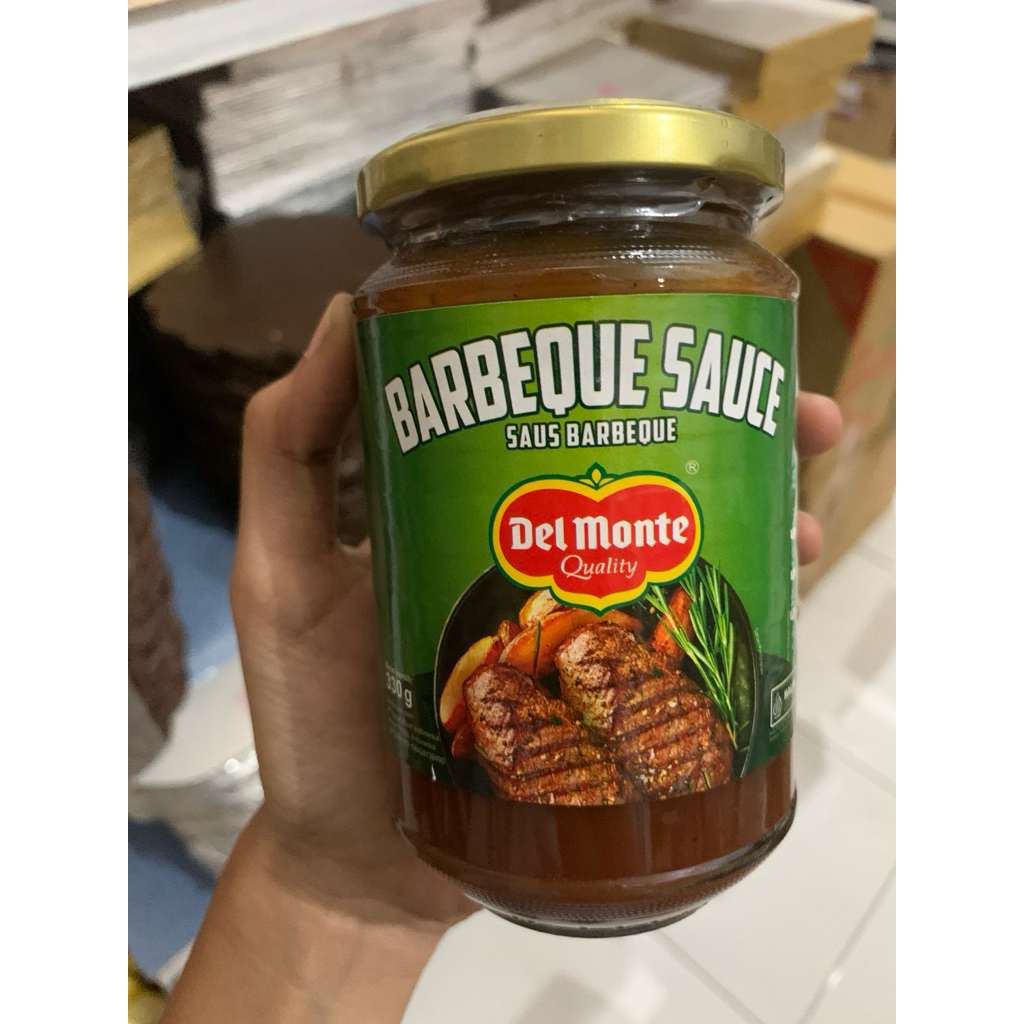 BARBEQUE SAUCE
SAUS BARBEQUE
®
Del Monte
Quality
330 g